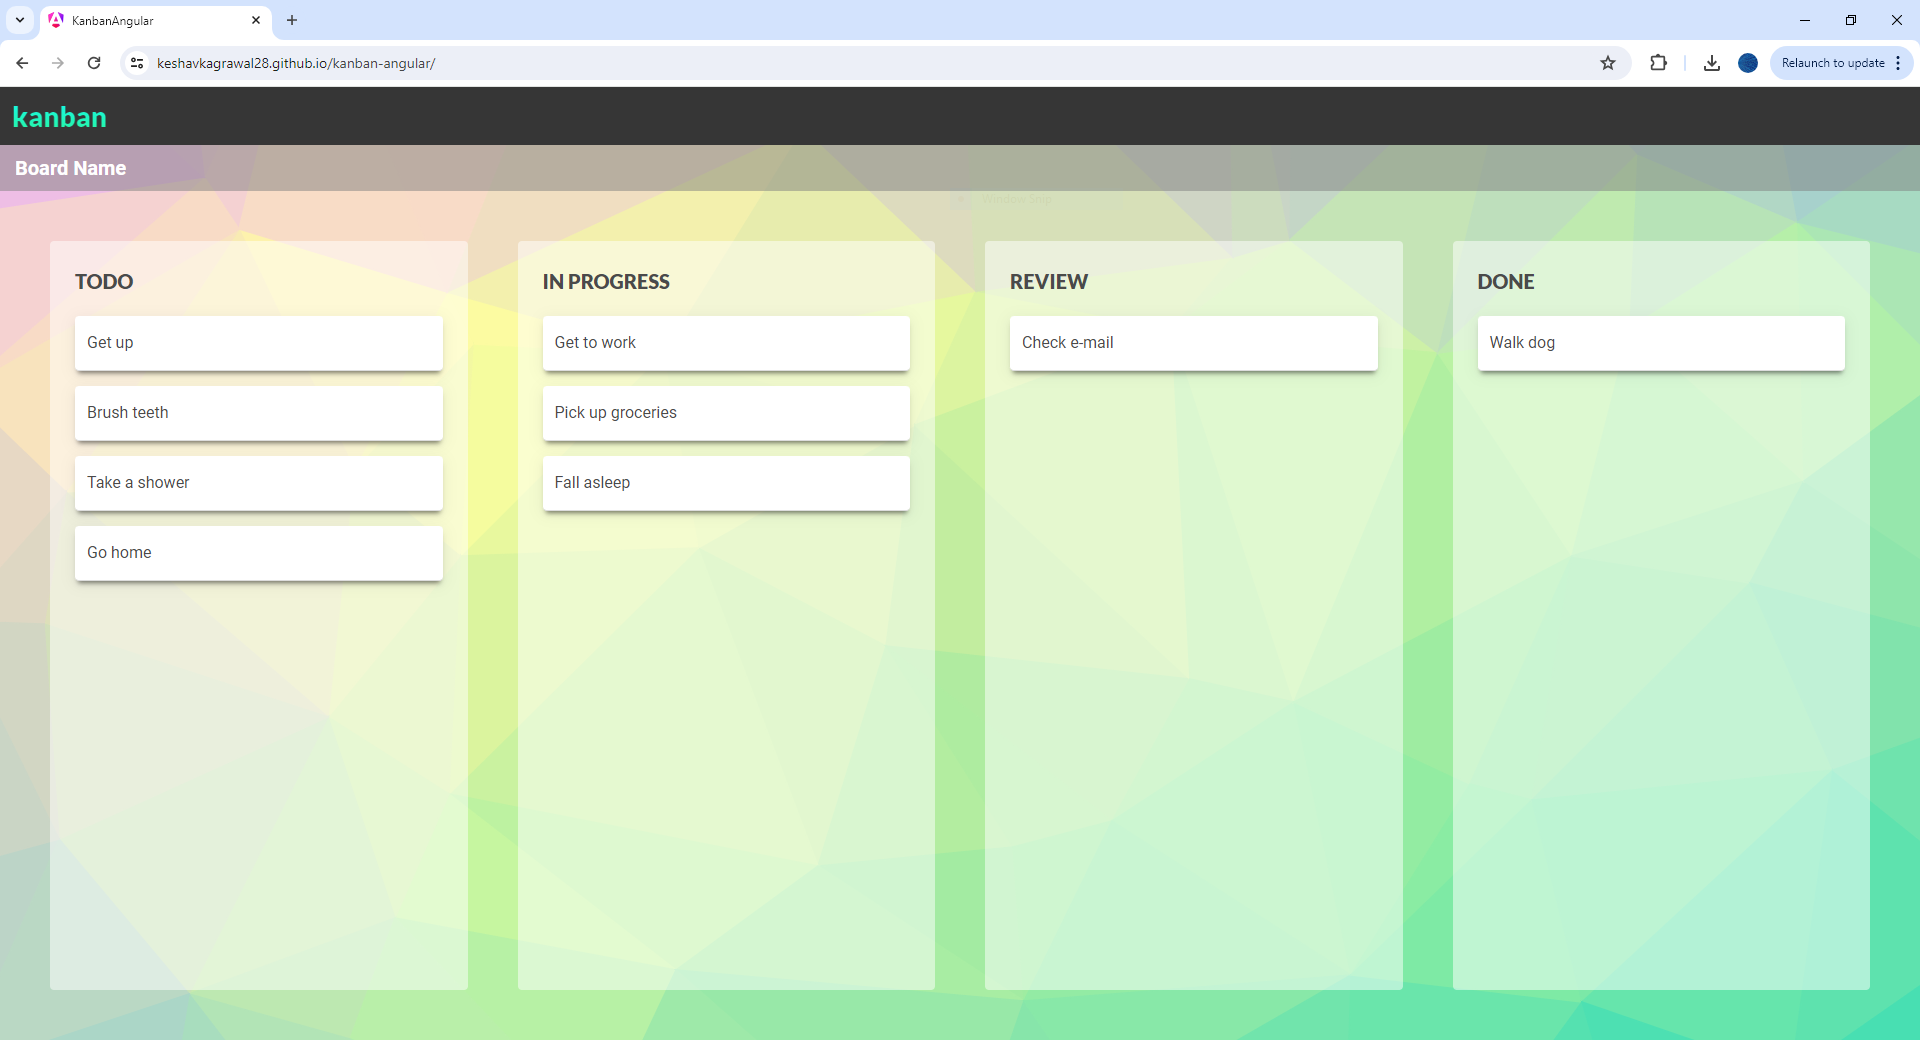 KanbanAngular
keshavkagrawal28.github.io/kanban-angular/
Relaunch to update
kanban
Board Name
TODO
Get up
Brush teeth
Take a shower
Go home
IN PROGRESS
Get to work
Pick up groceries
Fall asleep
REVIEW
Check e-mail
DONE
Walk dog